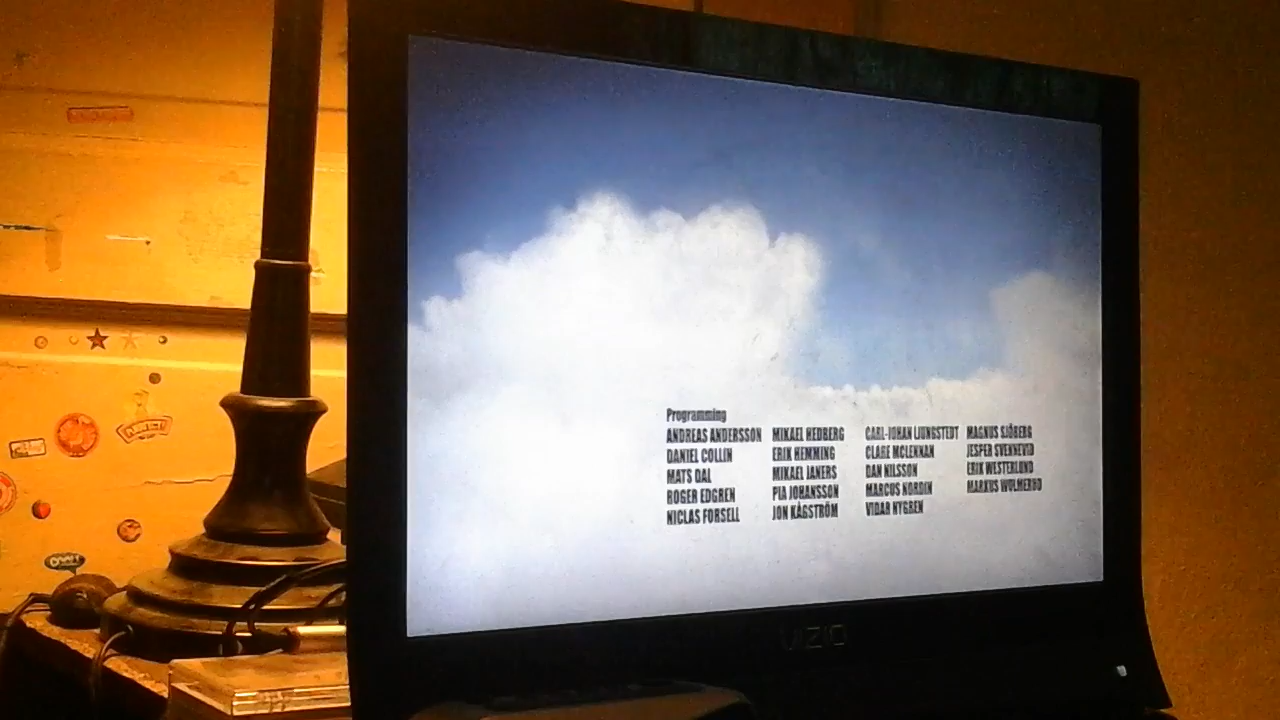 Programming
ANDREAS ANDERSSON MIKAEL HEDBERG CARL-JOHAN LJUNGSTEDT MAGNUS SJÖBERG
DANIEL COLLIN ERIK HEMMING CLARE MCLENNAN JESPER SVENNEVID
MATS DAL MIKAEL JANERS DAN NILSSON ERIK WESTERLUND
ROGER EDGREN PIA JOHANSSON MARCUS NORDIN MARKUS WOLMERUD
NICLAS FORSELL JON KÅGSTRÖM VIDAR NYGREN
VIZIO